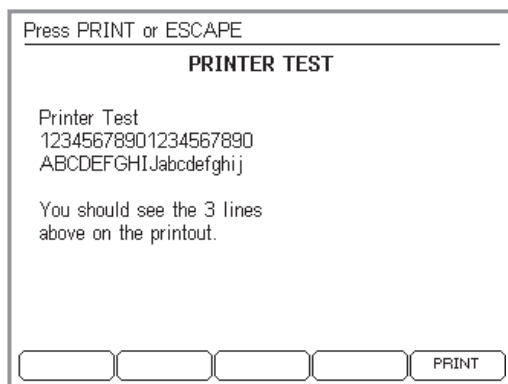 Press PRINT or ESCAPE
PRINTER TEST
Printer Test
12345678901234567890
ABCDEFGHIJabcdefghij
You should see the 3 lines
above on the printout.
PRINT